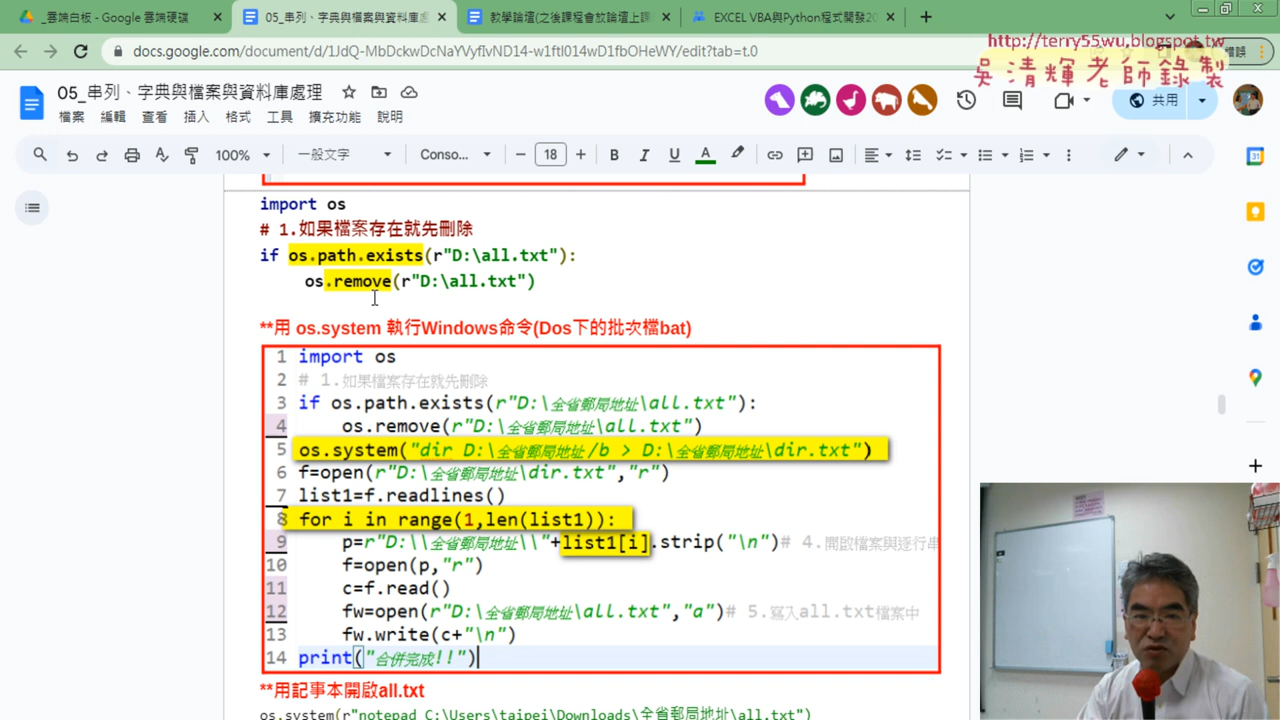 _雲端白板 - Google 雲端硬碟
05_串列、字典與檔案與資料庫處
教學論壇(之後課程會放論壇上課
EXCEL VBA與Python程式開發20
docs.google.com/document/d/1JdQ-MbDckwDcNaYVyfIvND14-w1ftl014wD1fbOHeWY/edit?tab=t.0
http://terry55wu.blogspot.tw
吳清輝老師錄製
05_串列、字典與檔案與資料庫處理
檔案 編輯 查看 插入 格式 工具 擴充功能 說明
共用
100% 一般文字 Conso... 18
import os
# 1.如果檔案存在就先刪除
if os.path.exists(r"D:\all.txt"):
os.remove(r"D:\all.txt")
**用 os.system 執行Windows命令(Dos下的批次檔bat)
1 import os
2 # 1.如果檔案存在就先刪除
3 if os.path.exists(r"D:\全省郵局地址\all.txt"):
4 os.remove(r"D:\全省郵局地址\all.txt")
5 os.system("dir D:\全省郵局地址/b > D:\全省郵局地址\dir.txt")
6 f=open(r"D:\全省郵局地址\dir.txt","r")
7 list1=f.readlines()
8 for i in range(1,len(list1)):
9 p=r"D:\\全省郵局地址\\"+list1[i].strip("\n")# 4.開啟檔案與逐行串
10 f=open(p,"r")
11 c=f.read()
12 fw=open(r"D:\全省郵局地址\all.txt","a")# 5.寫入all.txt檔案中
13 fw.write(c+"\n")
14 print("合併完成!!")
**用記事本開啟all.txt
os.system(r"notepad C:\Users\taipei\Downloads\全省郵局地址\all.txt")